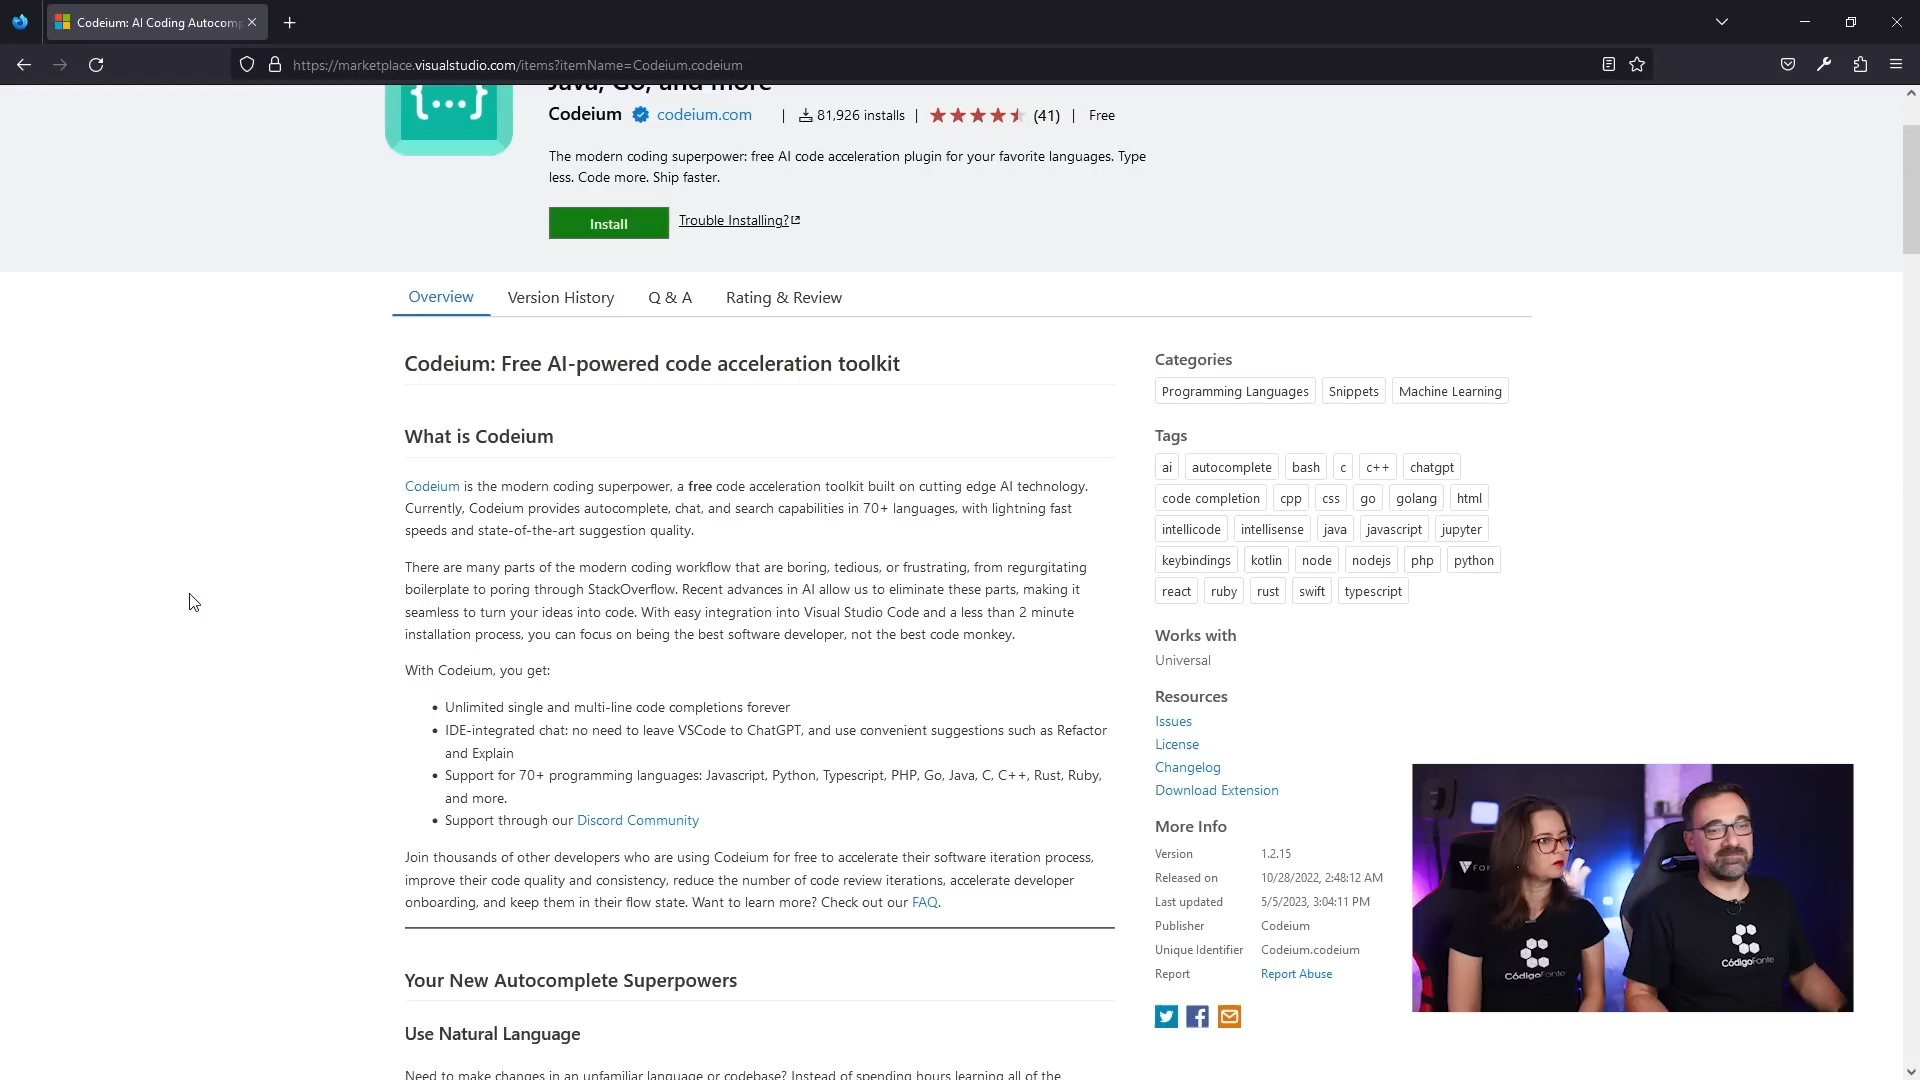 Codeium: AI Coding Autocomp
https://marketplace.visualstudio.com/items?itemName=Codeium.codeium
Java, Go, and more
{...}
Codeium codeium.com | 81,926 installs | (41) | Free
The modern coding superpower: free AI code acceleration plugin for your favorite languages. Type
less. Code more. Ship faster.
Install Trouble Installing?
Overview Version History Q & A Rating & Review
Codeium: Free AI-powered code acceleration toolkit
What is Codeium
Codeium is the modern coding superpower, a free code acceleration toolkit built on cutting edge AI technology.
Currently, Codeium provides autocomplete, chat, and search capabilities in 70+ languages, with lightning fast
speeds and state-of-the-art suggestion quality.
There are many parts of the modern coding workflow that are boring, tedious, or frustrating, from regurgitating
boilerplate to poring through StackOverflow. Recent advances in AI allow us to eliminate these parts, making it
seamless to turn your ideas into code. With easy integration into Visual Studio Code and a less than 2 minute
installation process, you can focus on being the best software developer, not the best code monkey.
With Codeium, you get:
• Unlimited single and multi-line code completions forever
• IDE-integrated chat: no need to leave VSCode to ChatGPT, and use convenient suggestions such as Refactor
and Explain
• Support for 70+ programming languages: Javascript, Python, Typescript, PHP, Go, Java, C, C++, Rust, Ruby,
and more.
• Support through our Discord Community
Join thousands of other developers who are using Codeium for free to accelerate their software iteration process,
improve their code quality and consistency, reduce the number of code review iterations, accelerate developer
onboarding, and keep them in their flow state. Want to learn more? Check out our FAQ.
Your New Autocomplete Superpowers
Use Natural Language
Need to make changes in an unfamiliar language or codebase? Instead of spending hours learning all of the
Categories
Programming Languages Snippets Machine Learning
Tags
ai autocomplete bash c c++ chatgpt
code completion cpp css go golang html
intellicode intellisense java javascript jupyter
keybindings kotlin node nodejs php python
react ruby rust swift typescript
Works with
Universal
Resources
Issues
License
Changelog
Download Extension
More Info
Version 1.2.15
Released on 10/28/2022, 2:48:12 AM
Last updated 5/5/2023, 3:04:11 PM
Publisher Codeium
Unique Identifier Codeium.codeium
Report Report Abuse
CódigoFonte
CódigoFonte